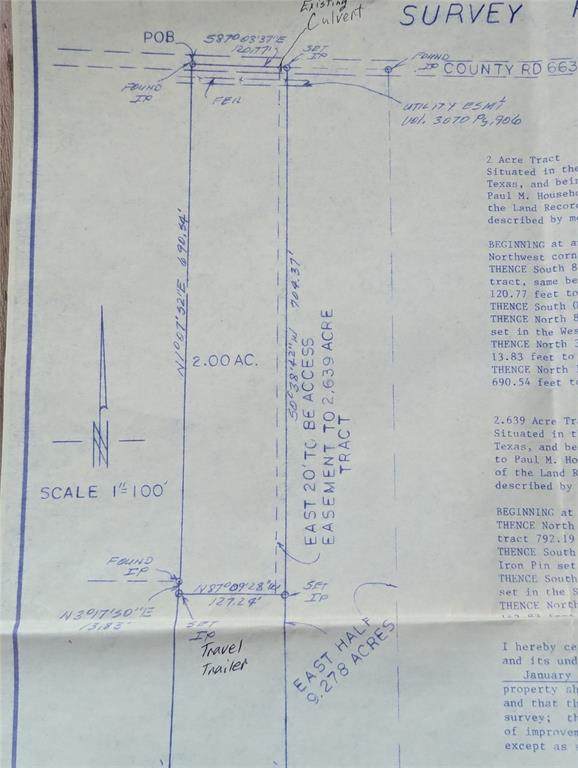 SURVEY
Existing
Culvert
POB
S87°03'37"E
120.77'
SET
IP
FOUND
IP
COUNTY RD 663
FOUND
IP
UTILITY ESMT
Vol. 3070 Pg. 906
2 Acre Tract
Situated in the
Texas, and bein
Paul M. Househo
the Land Recor
described by me
BEGINNING at a
Northwest corn
THENCE South 8
tract, same be
120.77 feet to
THENCE South 0
THENCE North 8
set in the Wes
THENCE North 3
13.83 feet to
THENCE North 1
690.54 feet to
N1°07'32"E 690.54'
2.00 AC.
S0°38'42"W 704.37'
EAST 20' TO BE ACCESS
EASEMENT TO 2,639 ACRE
TRACT
SCALE 1"=100'
2.639 Acre Tra
Situated in th
Texas, and be
to Paul M. Ho
of the Land R
described by
BEGINNING at
THENCE North
tract 792.19
THENCE South
Iron Pin set
THENCE South
set in the S
THENCE North
FOUND
IP
N87°09'28"W
127.24'
SET
IP
N3°17'50"E
13.83'
SET
IP
Travel
Trailer
EAST HALF
9.278 ACRES
I hereby ce
and its und
January
property sh
and that th
survey; th
of improvem
except as s